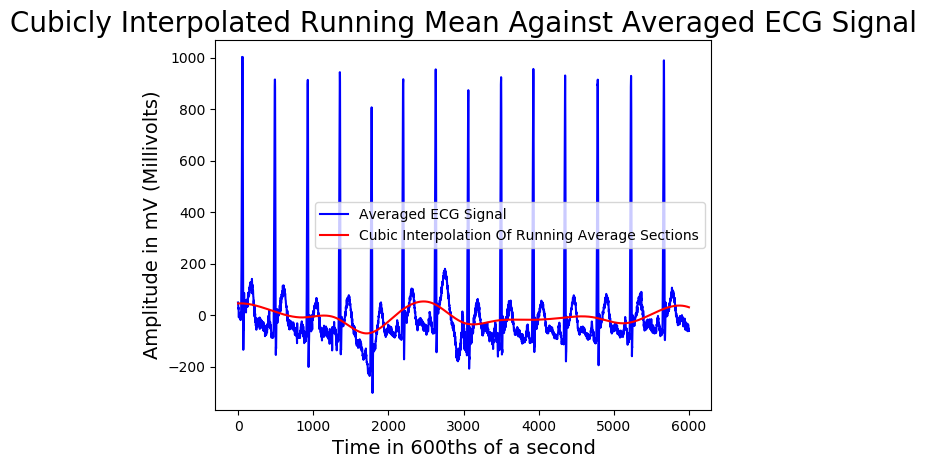 Cubicly Interpolated Running Mean Against Averaged ECG Signal
Amplitude in mV (Millivolts)
1000
800
600
400
200
0
−200
Averaged ECG Signal
Cubic Interpolation Of Running Average Sections
0 1000 2000 3000 4000 5000 6000
Time in 600ths of a second